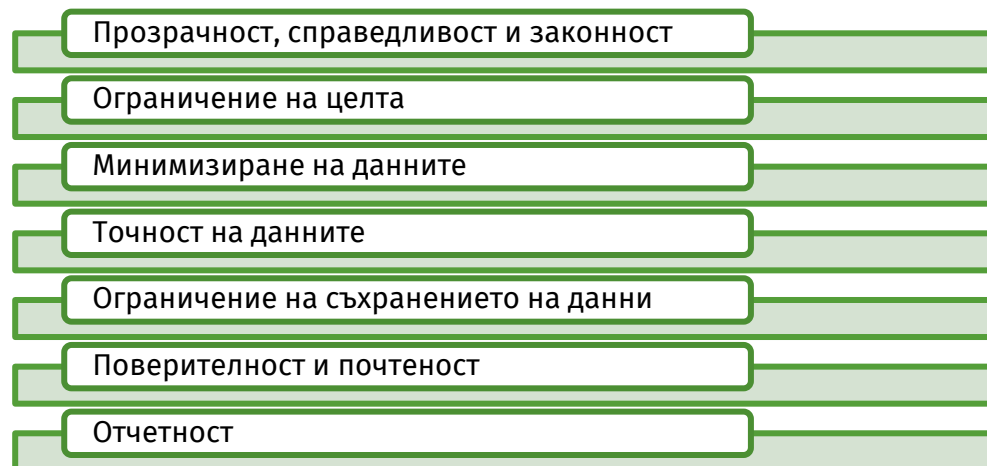 Прозрачност, справедливост и законност
Ограничение на целта
Минимизиране на данните
Точност на данните
Ограничение на съхранението на данни
Поверителност и почтеност
Отчетност